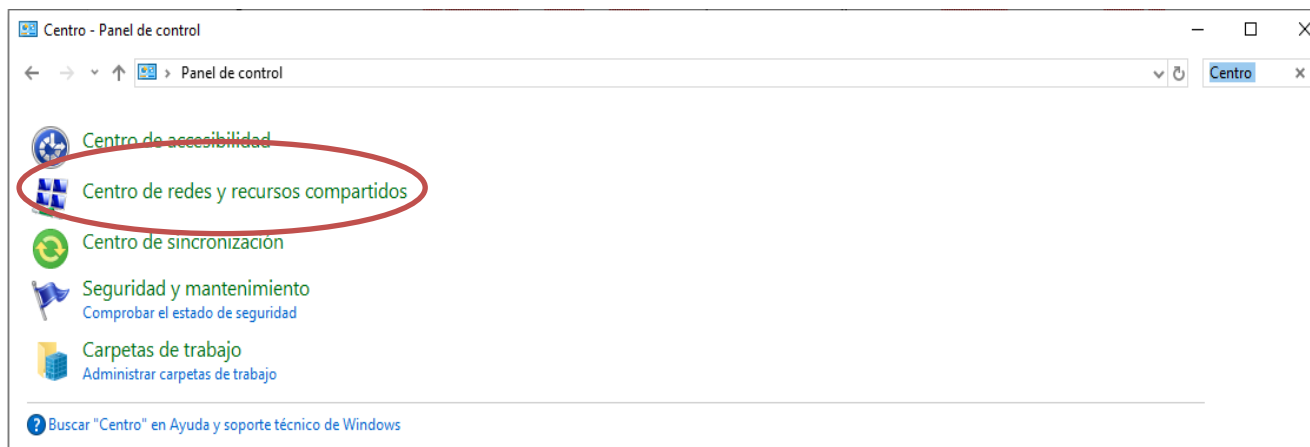 Centro - Panel de control
Panel de control
Centro
Centro de accesibilidad
Centro de redes y recursos compartidos
Centro de sincronización
Seguridad y mantenimiento
Comprobar el estado de seguridad
Carpetas de trabajo
Administrar carpetas de trabajo
Buscar "Centro" en Ayuda y soporte técnico de Windows